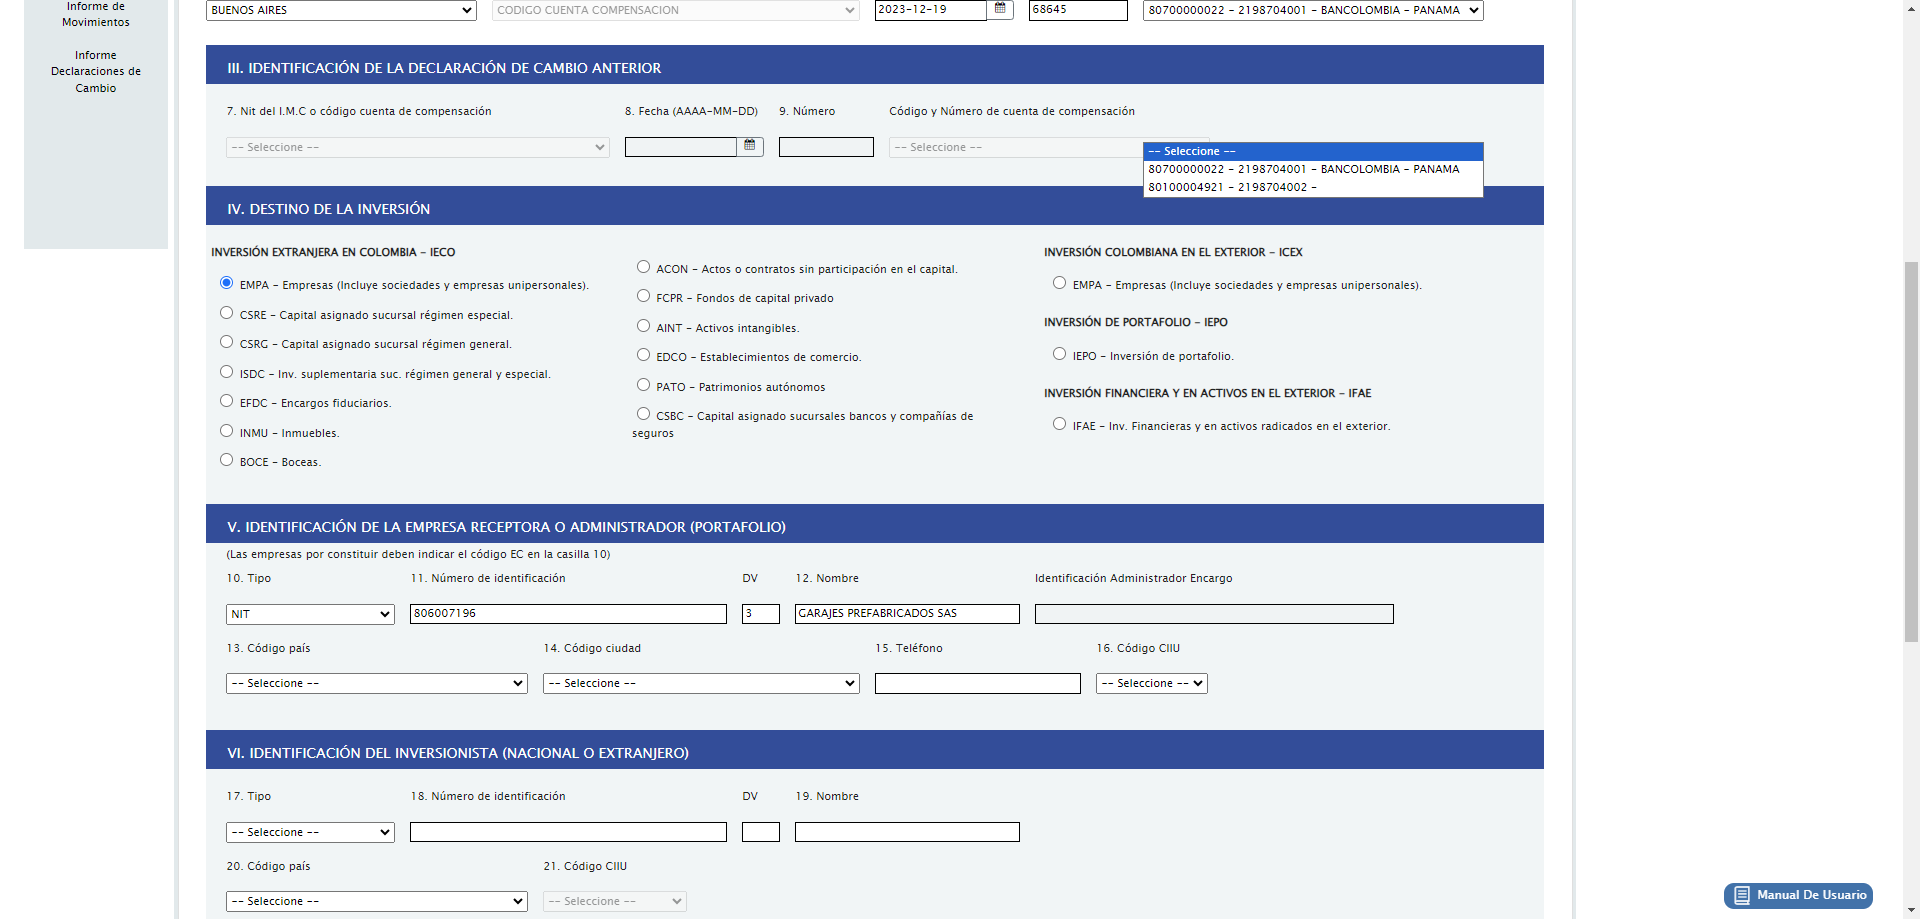 Informe de
Movimientos
Informe
Declaraciones de
Cambio
BUENOS AIRES
CODIGO CUENTA COMPENSACION
2023-12-19
68645
80700000022 - 2198704001 - BANCOLOMBIA - PANAMA
III. IDENTIFICACIÓN DE LA DECLARACIÓN DE CAMBIO ANTERIOR
7. Nit del I.M.C o código cuenta de compensación
8. Fecha (AAAA-MM-DD)
9. Número
Código y Número de cuenta de compensación
-- Seleccione --
-- Seleccione --
-- Seleccione --
80700000022 - 2198704001 - BANCOLOMBIA - PANAMA
80100004921 - 2198704002 -
IV. DESTINO DE LA INVERSIÓN
INVERSIÓN EXTRANJERA EN COLOMBIA - IECO
EMPA - Empresas (Incluye sociedades y empresas unipersonales).
CSRE - Capital asignado sucursal régimen especial.
CSRG - Capital asignado sucursal régimen general.
ISDC - Inv. suplementaria suc. régimen general y especial.
EFDC - Encargos fiduciarios.
INMU - Inmuebles.
BOCE - Boceas.
ACON - Actos o contratos sin participación en el capital.
FCPR - Fondos de capital privado
AINT - Activos intangibles.
EDCO - Establecimientos de comercio.
PATO - Patrimonios autónomos
CSBC - Capital asignado sucursales bancos y compañías de
seguros
INVERSIÓN COLOMBIANA EN EL EXTERIOR - ICEX
EMPA - Empresas (Incluye sociedades y empresas unipersonales).
INVERSIÓN DE PORTAFOLIO - IEPO
IEPO - Inversión de portafolio.
INVERSIÓN FINANCIERA Y EN ACTIVOS EN EL EXTERIOR - IFAE
IFAE - Inv. Financieras y en activos radicados en el exterior.
V. IDENTIFICACIÓN DE LA EMPRESA RECEPTORA O ADMINISTRADOR (PORTAFOLIO)
(Las empresas por constituir deben indicar el código EC en la casilla 10)
10. Tipo
11. Número de identificación
DV
12. Nombre
Identificación Administrador Encargo
NIT
806007196
3
GARAJES PREFABRICADOS SAS
13. Código país
14. Código ciudad
15. Teléfono
16. Código CIIU
-- Seleccione --
-- Seleccione --
-- Seleccione --
VI. IDENTIFICACIÓN DEL INVERSIONISTA (NACIONAL O EXTRANJERO)
17. Tipo
18. Número de identificación
DV
19. Nombre
-- Seleccione --
20. Código país
21. Código CIIU
-- Seleccione --
-- Seleccione --
Manual De Usuario